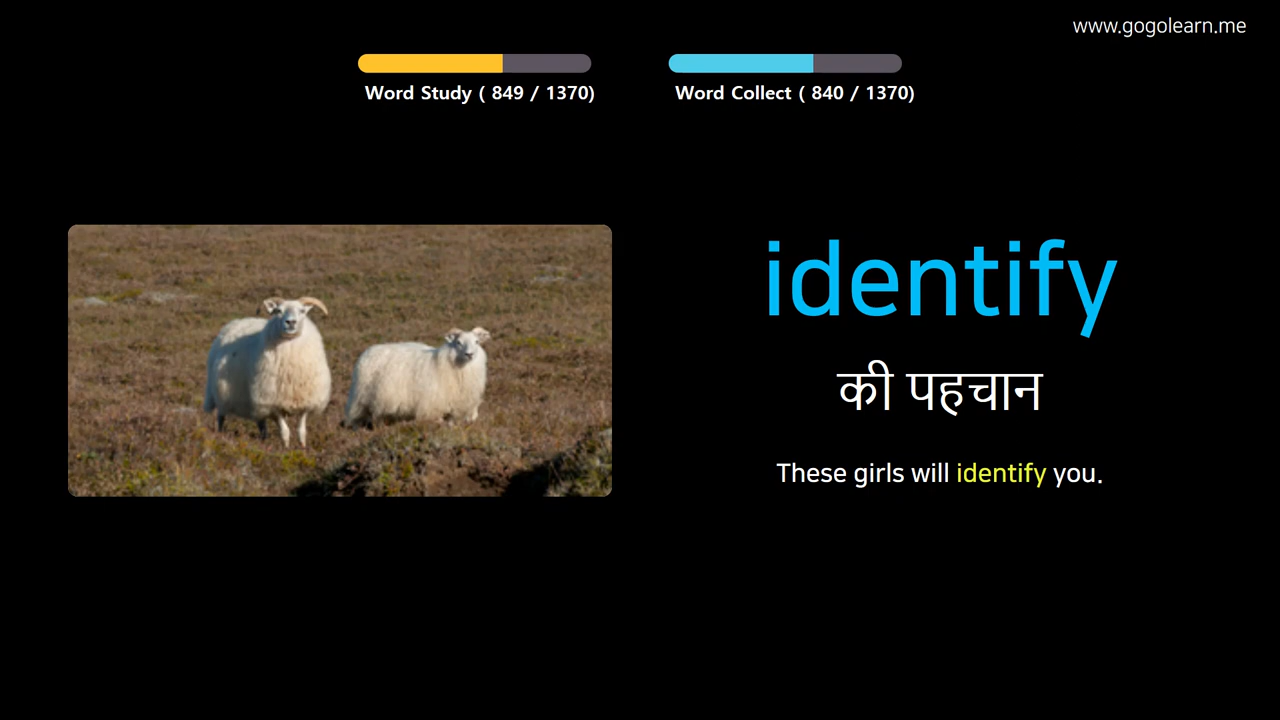 www.gogolearn.me
Word Study ( 849 / 1370)
Word Collect ( 840 / 1370)
identify
की पहचान
These girls will identify you.